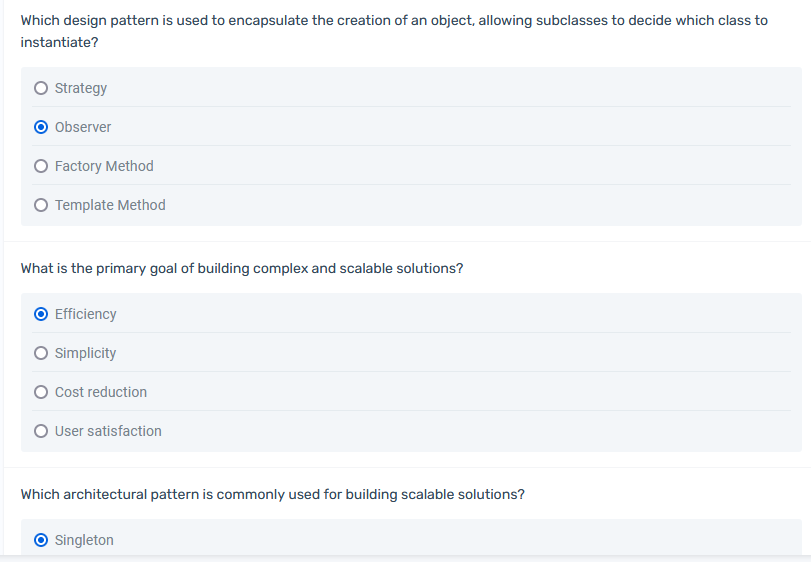 Which design pattern is used to encapsulate the creation of an object, allowing subclasses to decide which class to
instantiate?
Strategy
Observer
Factory Method
Template Method
What is the primary goal of building complex and scalable solutions?
Efficiency
Simplicity
Cost reduction
User satisfaction
Which architectural pattern is commonly used for building scalable solutions?
Singleton